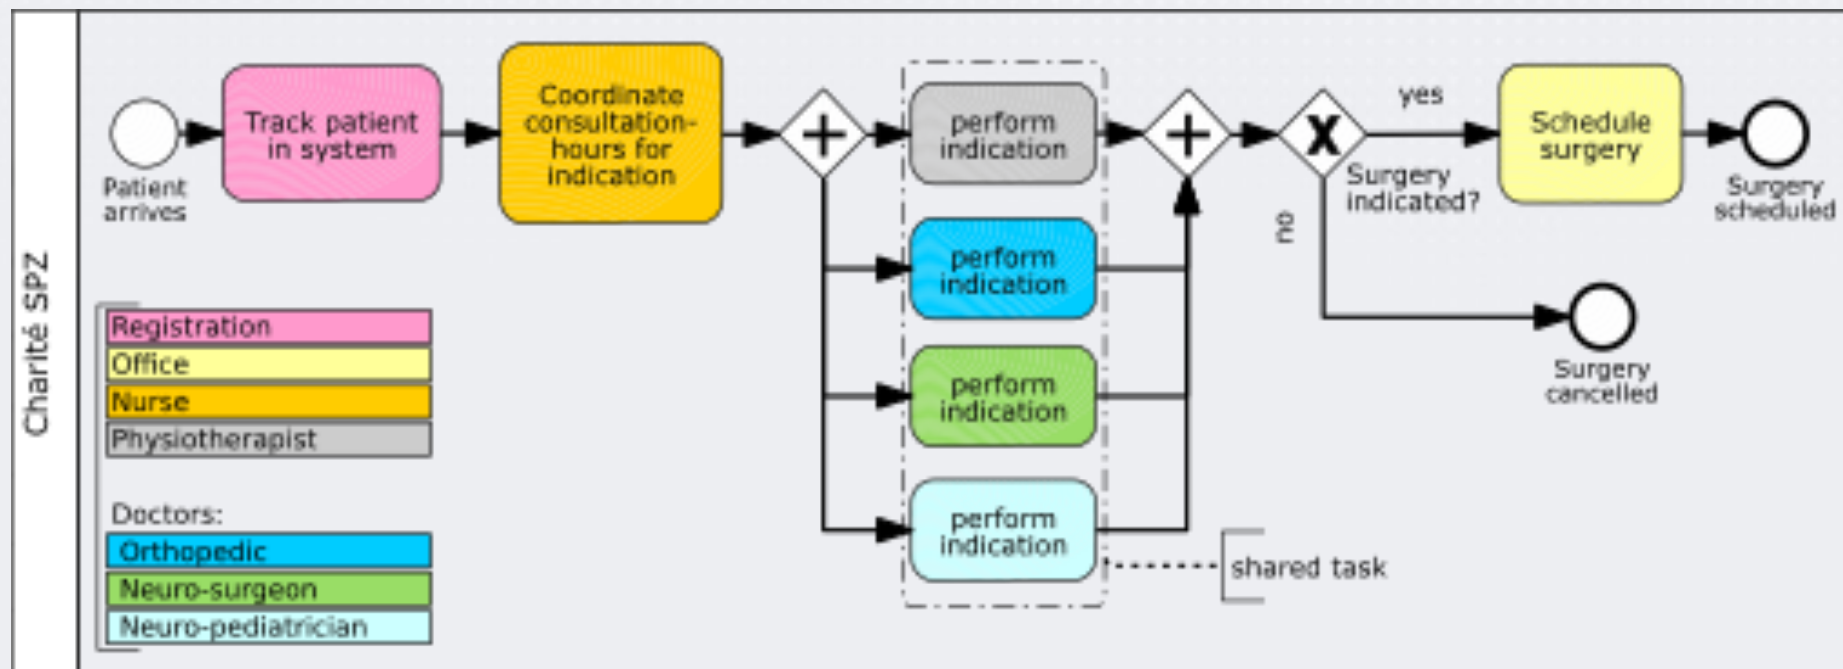 Charité SPZ
Patient
arrives
Track patient
in system
Coordinate
consultation-
hours for
indication
perform
indication
perform
indication
perform
indication
perform
indication
shared task
yes
Surgery
indicated?
no
Schedule
surgery
Surgery
scheduled
Surgery
cancelled
Registration
Office
Nurse
Physiotherapist
Doctors:
Orthopedic
Neuro-surgeon
Neuro-pediatrician